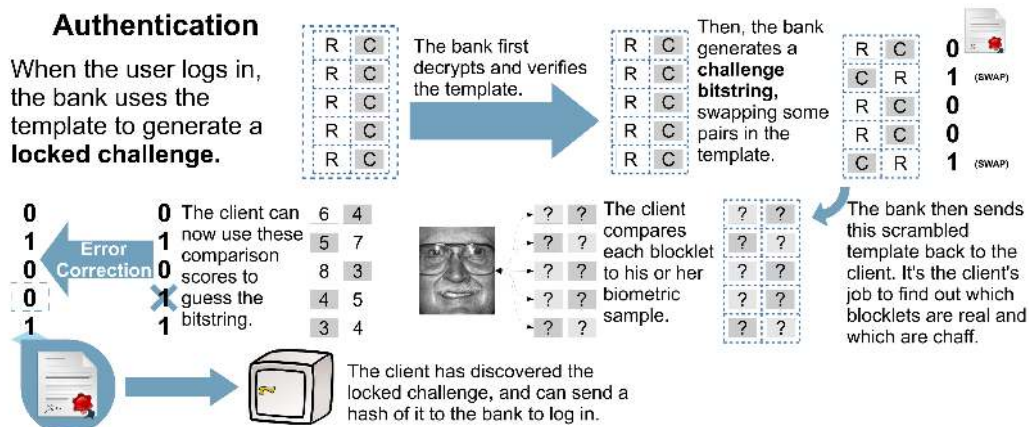 Authentication
When the user logs in,
the bank uses the
template to generate a
locked challenge.
R C
R C
R C
R C
R C
The bank first
decrypts and verifies
the template.
R C
R C
R C
R C
R C
Then, the bank
generates a
challenge
bitstring,
swapping some
pairs in the
template.
R C 0
C R 1 (SWAP)
R C 0
R C 0
C R 1 (SWAP)
The bank then sends
this scrambled
template back to the
client. It's the client's
job to find out which
blocklets are real and
which are chaff.
? ?
? ?
? ?
? ?
? ?
The client
compares
each blocklet
to his or her
biometric
sample.
? ?
? ?
? ?
? ?
? ?
6 4
5 7
8 3
4 5
3 4
The client can
now use these
comparison
scores to
guess the
bitstring.
0
1
0
1
1
Error
Correction
0
1
0
0
1
The client has discovered the
locked challenge, and can send a
hash of it to the bank to log in.